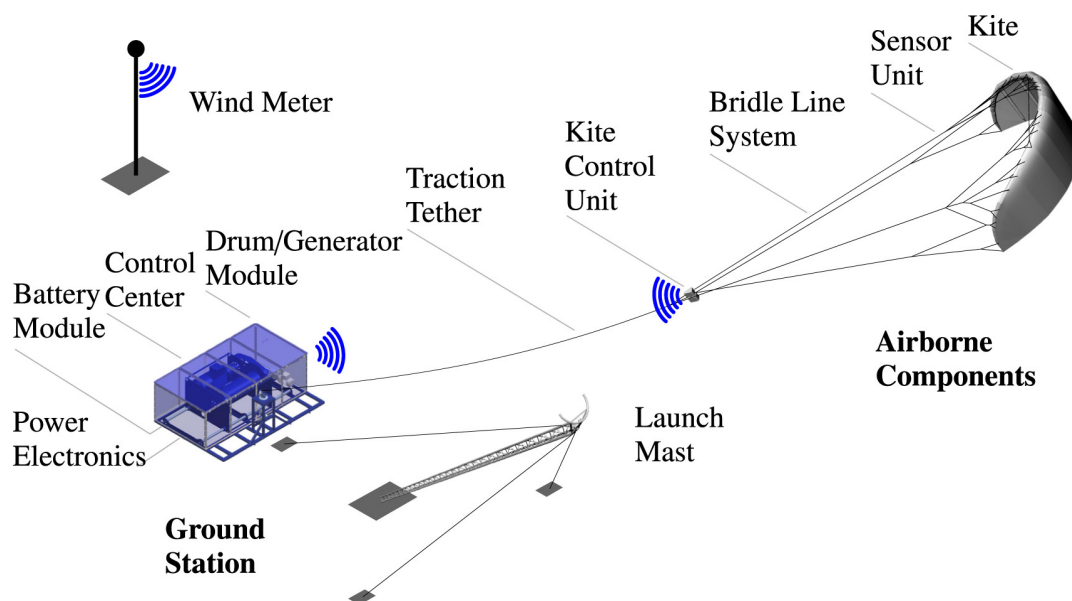 Kite
Sensor
Unit
Bridle Line
System
Kite
Control
Unit
Traction
Tether
Wind Meter
Drum/Generator
Module
Control
Center
Battery
Module
Power
Electronics
Airborne
Components
Launch
Mast
Ground
Station